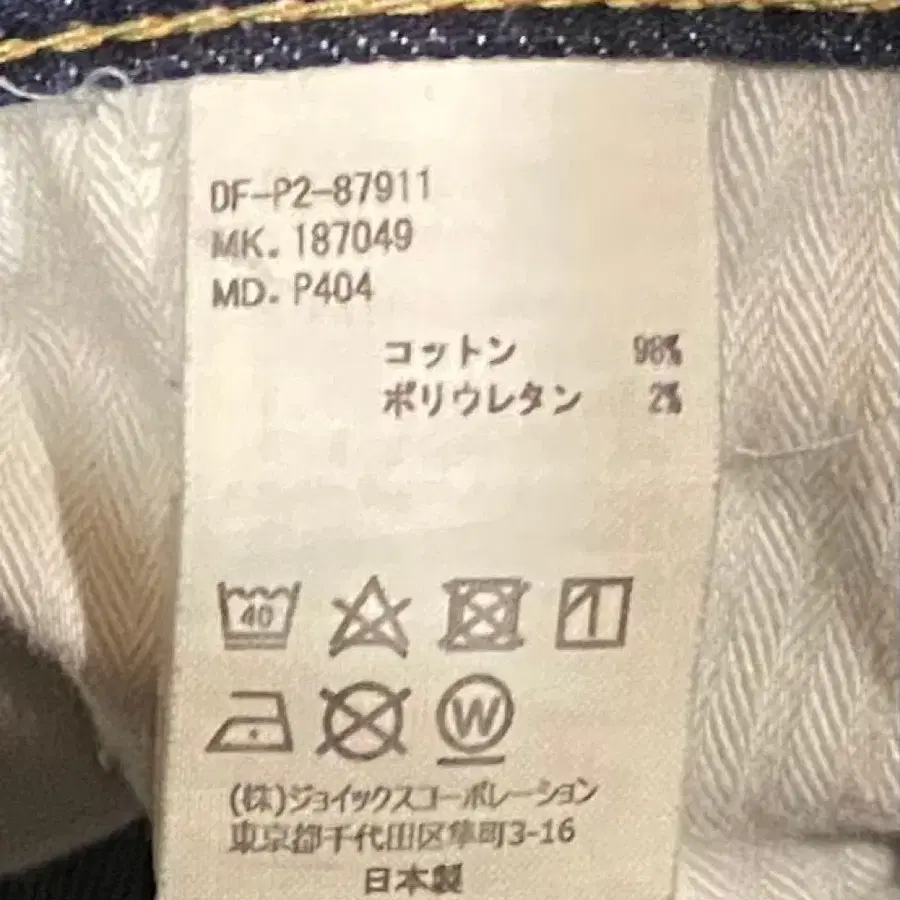 DF-P2-87911
MK. 187049
MD. P404
コットン 98%
ポリウレタン 2%
40
W
(株)ジョイックスコーポレーション
東京都千代田区隼町3-16
日本製